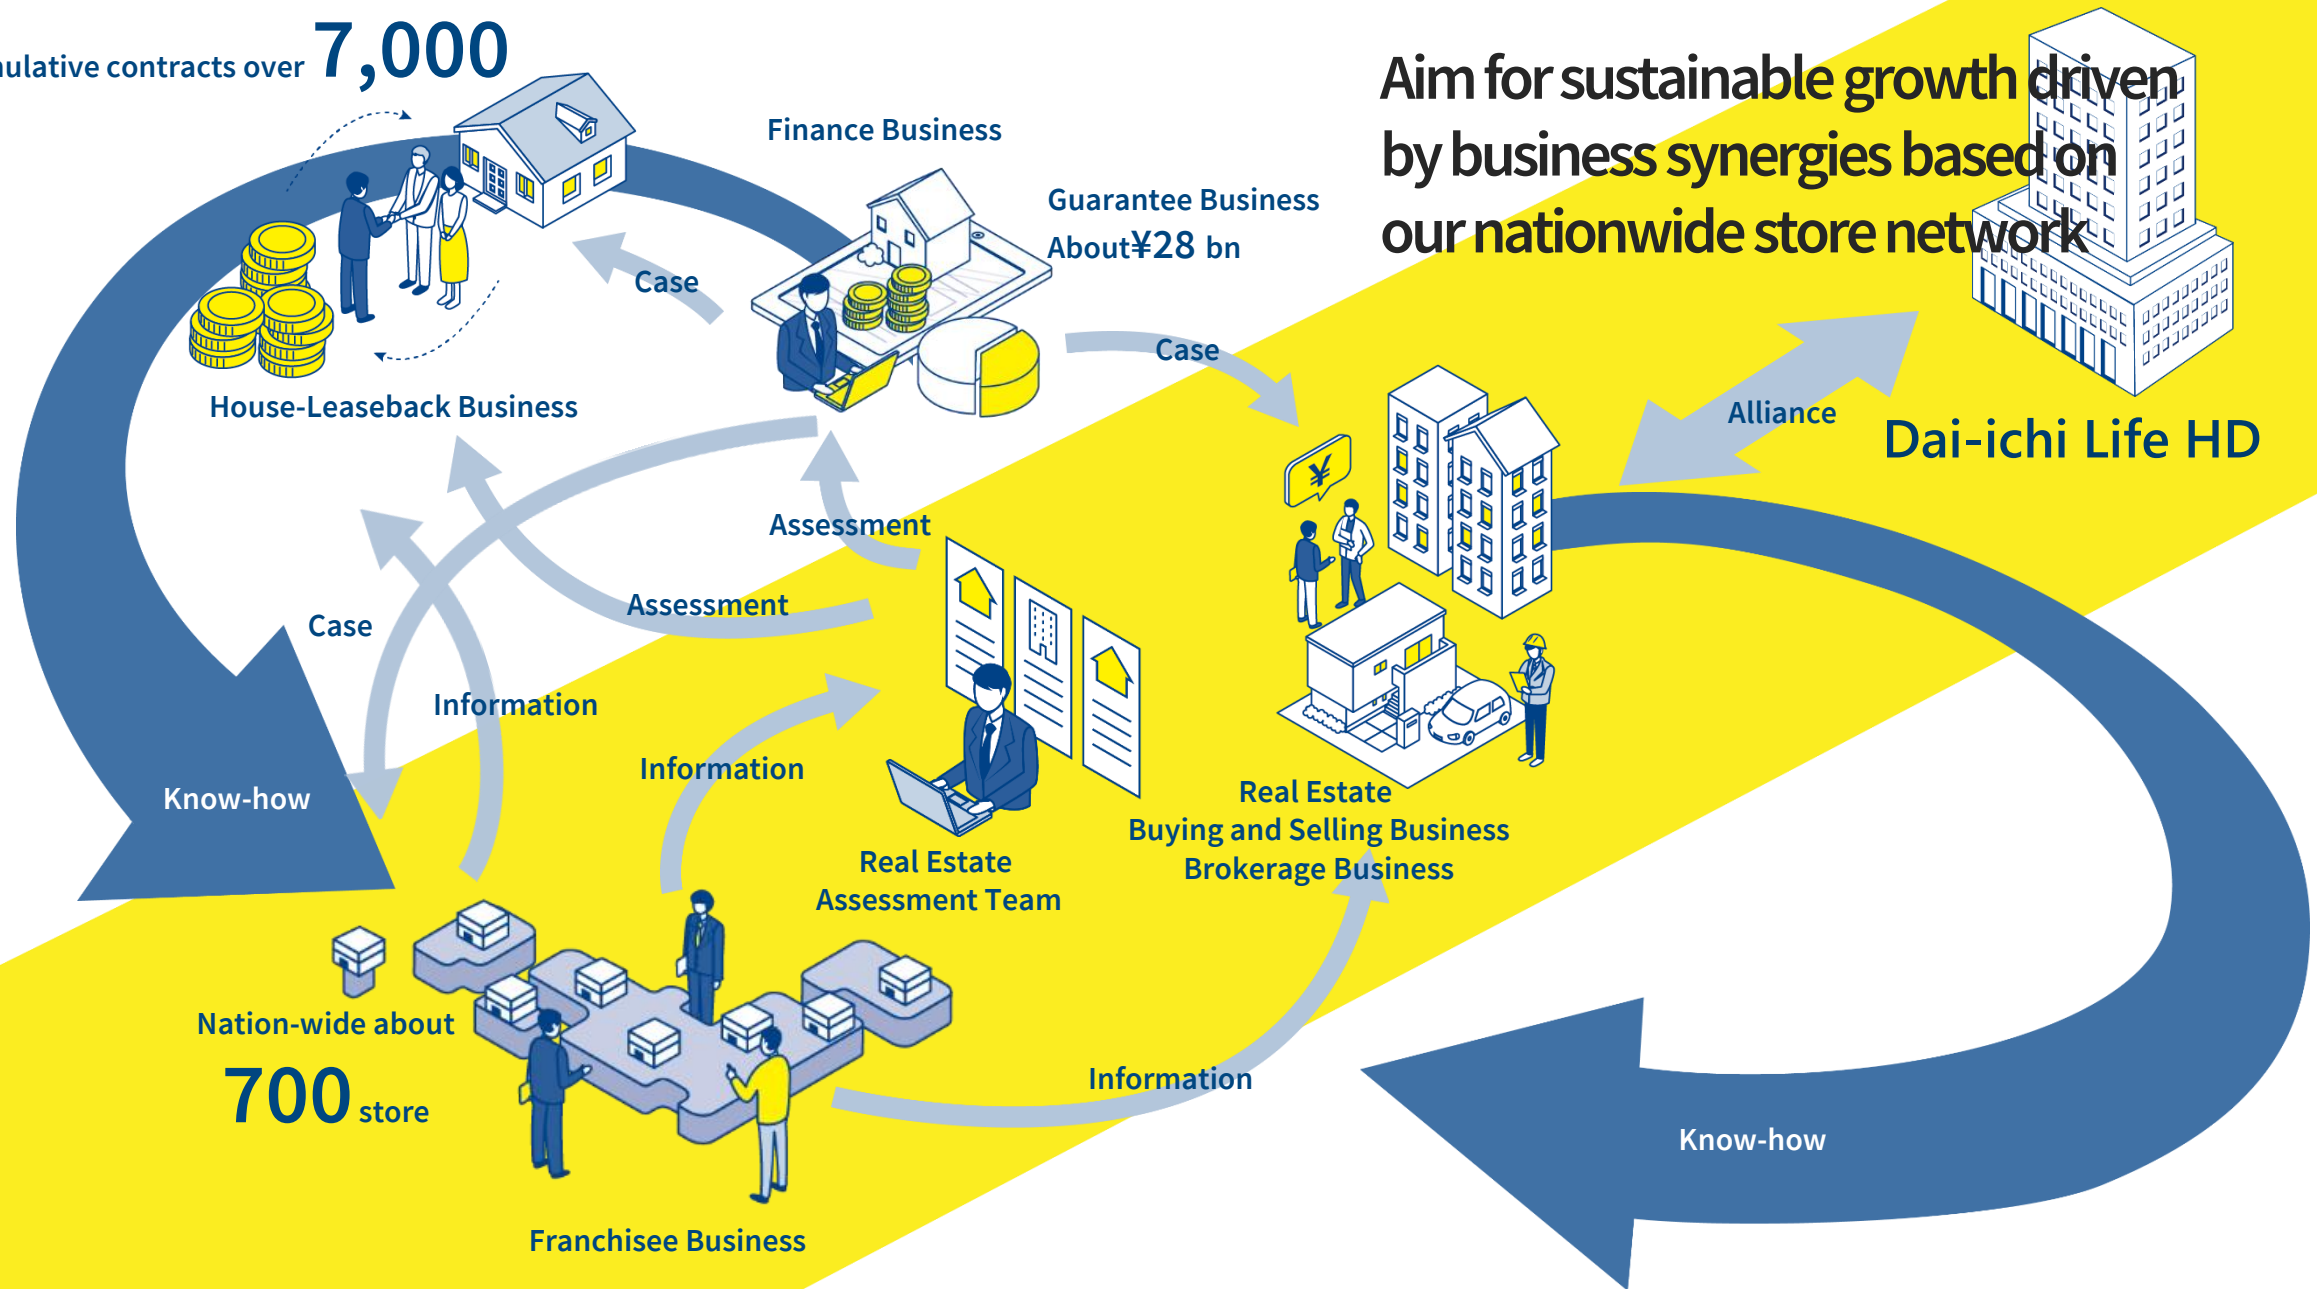 contracts over 7,000
Aim for sustainable growth driven
by business synergies based on
our nationwide store network
Finance Business
Gurantee Business
About¥28 bn
Case
Case
House-Leaseback Business
Alliance
Dai-ichi Life HD
¥
Assessment
Assessment
Case
Information
Information
Know-how
Real Estate
Buying and Selling Business
Brokerage Business
Real Estate
Assessment Team
Nation-wide about
700 store
Information
Know-how
Franchisee Business